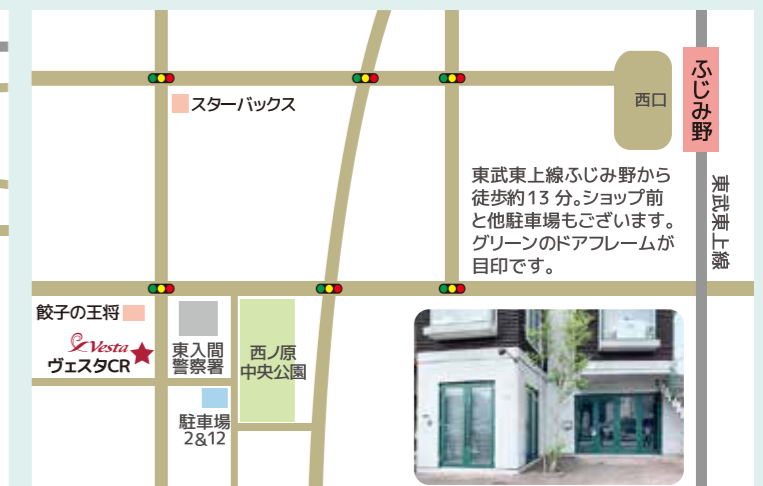 スターバックス
西口
ふじみ野
東武東上線ふじみ野から
徒歩約13分。ショップ前
と他駐車場もございます。
グリーンのドアフレームが
目印です。
東武東上線
餃子の王将
Vesta
ヴェスタCR
東入間
警察署
西ノ原
中央公園
駐車場
2&12